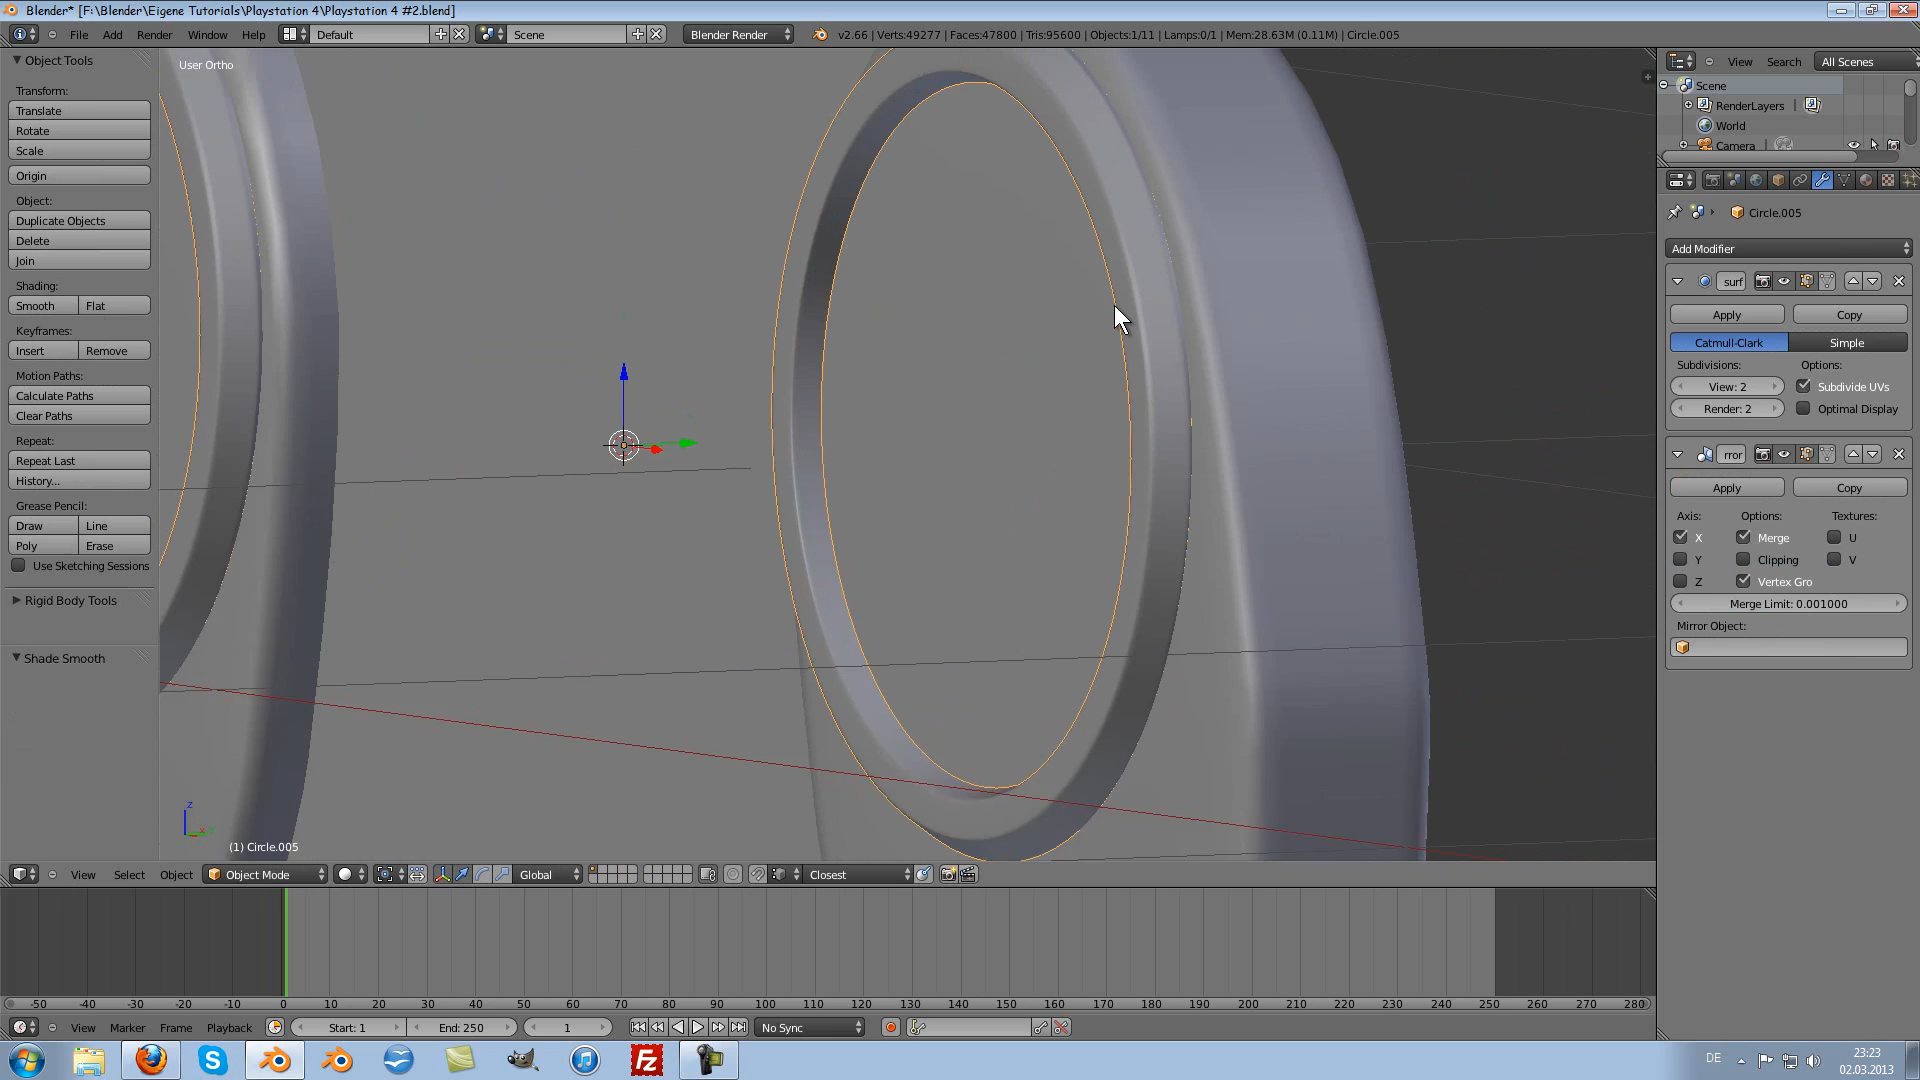 Blender* [F:\Blender\Eigene Tutorials\Playstation 4\Playstation 4 #2.blend]
File Add Render Window Help Default Scene Blender Render v2.66 | Verts:49277 | Faces:47800 | Tris:95600 | Objects:1/11 | Lamps:0/1 | Mem:28.63M (0.11M) | Circle.005
Object Tools
Transform:
Translate
Rotate
Scale
Origin
Object:
Duplicate Objects
Delete
Join
Shading:
Smooth Flat
Keyframes:
Insert Remove
Motion Paths:
Calculate Paths
Clear Paths
Repeat:
Repeat Last
History...
Grease Pencil:
Draw Line
Poly Erase
Use Sketching Sessions
Rigid Body Tools
Shade Smooth
User Ortho
z
(1) Circle.005
View Search All Scenes
Scene
RenderLayers |
World
Camera
Circle.005
Add Modifier
surf
Apply Copy
Catmull-Clark Simple
Subdivisions: Options:
View: 2 Subdivide UVs
Render: 2 Optimal Display
rror
Apply Copy
Axis: Options: Textures:
X Merge U
Y Clipping V
Z Vertex Gro
Merge Limit: 0.001000
Mirror Object:
View Select Object Object Mode Global Closest
-50 -40 -30 -20 -10 0 10 20 30 40 50 60 70 80 90 100 110 120 130 140 150 160 170 180 190 200 210 220 230 240 250 260 270 280
View Marker Frame Playback Start: 1 End: 250 1 No Sync
DE 23:23
02.03.2013